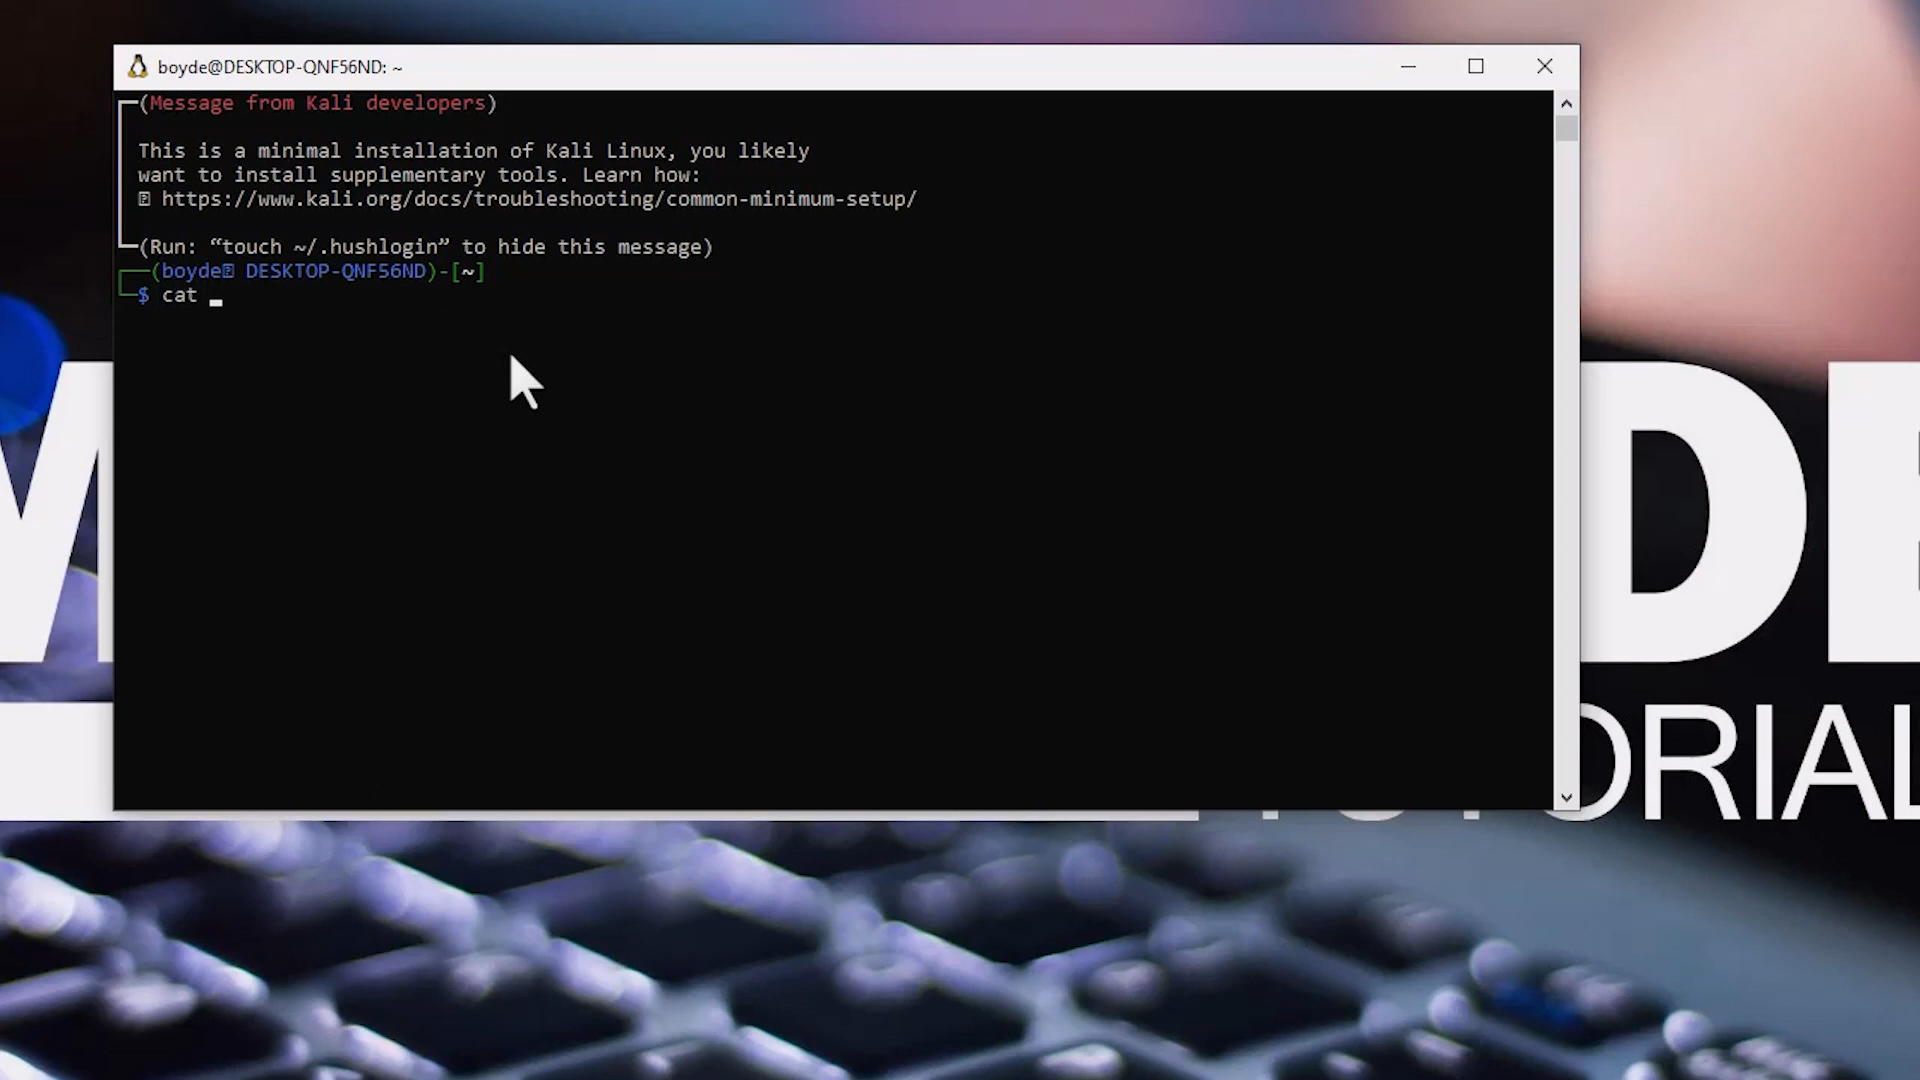 boyde@DESKTOP-QNF56ND: ~
(Message from Kali developers)
This is a minimal installation of Kali Linux, you likely
want to install supplementary tools. Learn how:
https://www.kali.org/docs/troubleshooting/common-minimum-setup/
(Run: “touch ~/.hushlogin” to hide this message)
(boyde DESKTOP-QNF56ND)-[~]
$ cat _